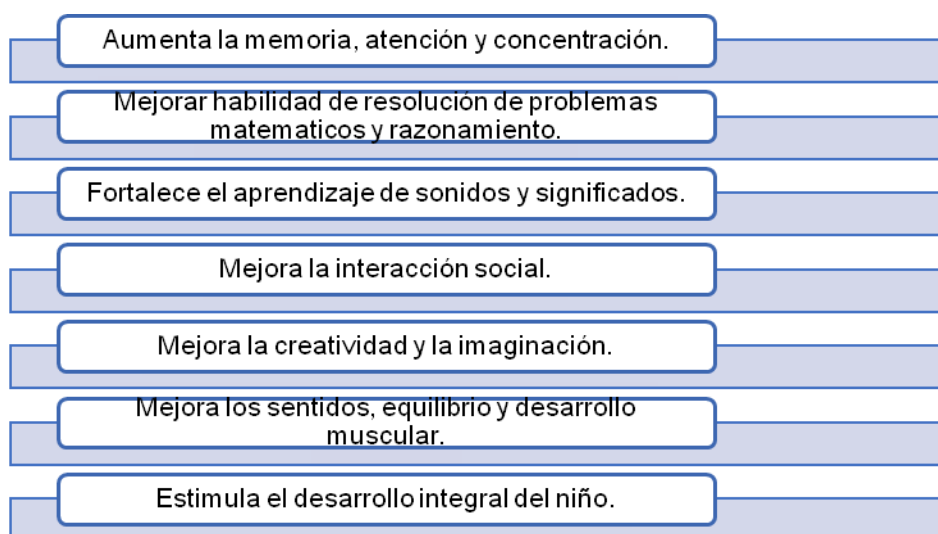 Aumenta la memoria, atención y concentración.
Mejorar habilidad de resolución de problemas
matematicos y razonamiento.
Fortalece el aprendizaje de sonidos y significados.
Mejora la interacción social.
Mejora la creatividad y la imaginación.
Mejora los sentidos, equilibrio y desarrollo
muscular.
Estimula el desarrollo integral del niño.